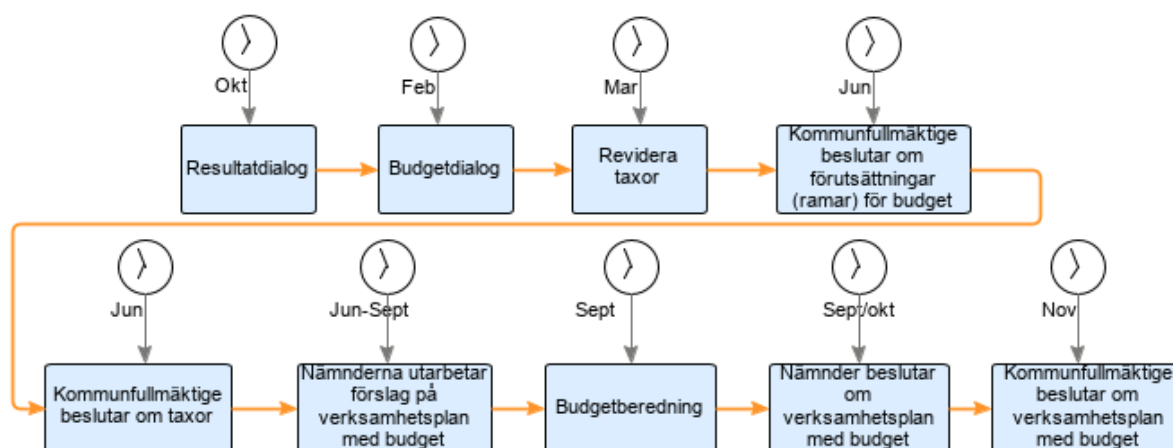 Okt
Feb
Mar
Jun
Resultatdialog
Budgetdialog
Revidera
taxor
Kommunfullmäktige
beslutar om
förutsättningar
(ramar) för budget
Jun
Jun-Sept
Sept
Sept/okt
Nov
Kommunfullmäktige
beslutar om taxor
Nämnderna utarbetar
förslag på
verksamhetsplan
med budget
Budgetberedning
Nämnder beslutar
om
verksamhetsplan
med budget
Kommunfullmäktige
beslutar om
verksamhetsplan
med budget